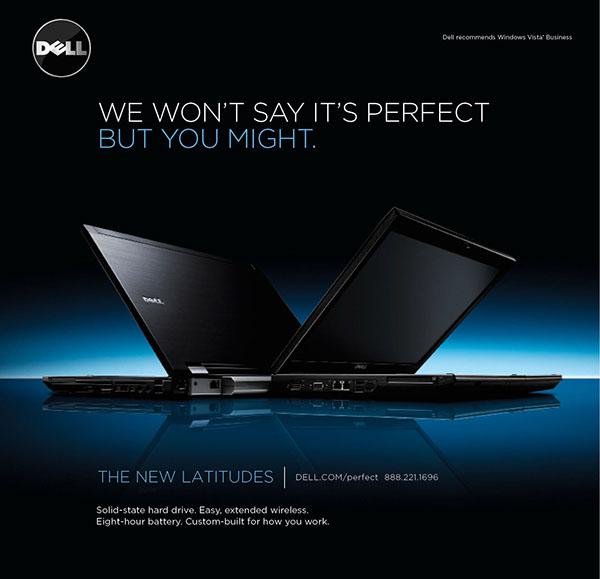 DELL
Dell recommends Windows Vista® Business
WE WON'T SAY IT'S PERFECT
BUT YOU MIGHT.
DELL
DELL
THE NEW LATITUDES | DELL.COM/perfect 888.221.1696
Solid-state hard drive. Easy, extended wireless.
Eight-hour battery. Custom-built for how you work.